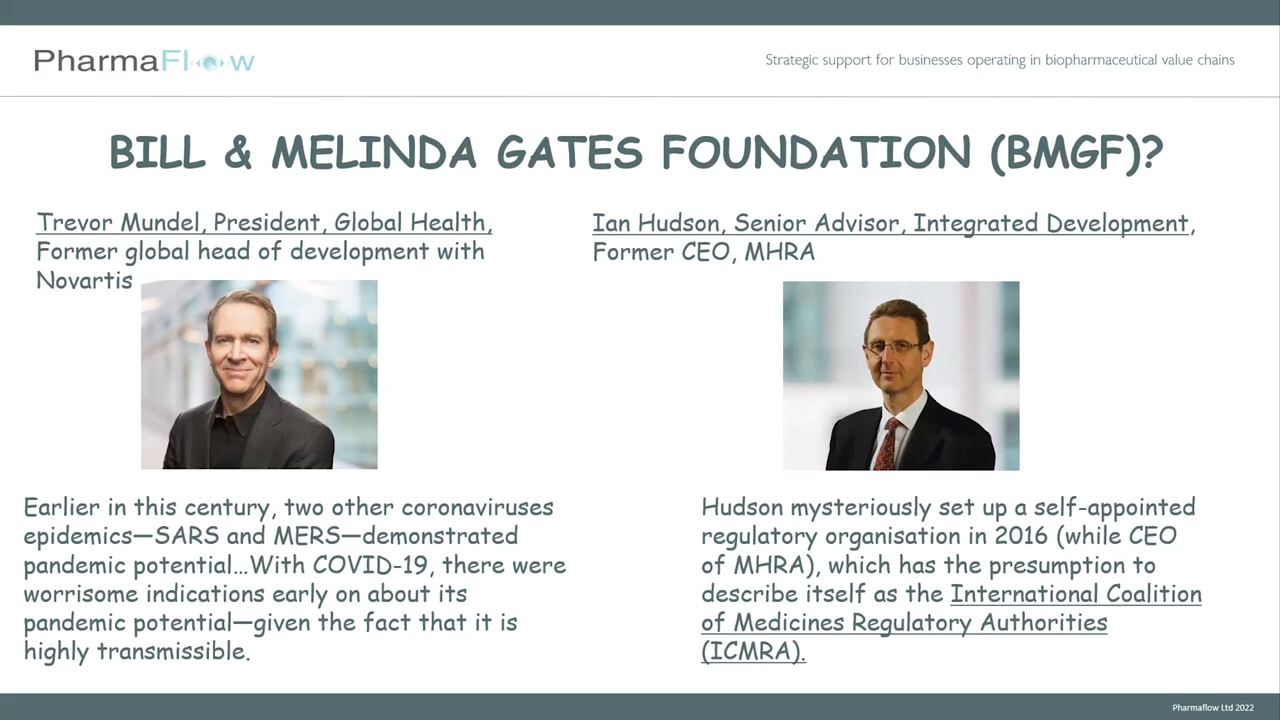 PharmaFlow
Strategic support for businesses operating in biopharmaceutical value chains
BILL & MELINDA GATES FOUNDATION (BMGF)?
Trevor Mundel, President, Global Health,
Former global head of development with
Novartis
Ian Hudson, Senior Advisor, Integrated Development,
Former CEO, MHRA
Earlier in this century, two other coronaviruses
epidemics—SARS and MERS—demonstrated
pandemic potential...With COVID-19, there were
worrisome indications early on about its
pandemic potential—given the fact that it is
highly transmissible.
Hudson mysteriously set up a self-appointed
regulatory organisation in 2016 (while CEO
of MHRA), which has the presumption to
describe itself as the International Coalition
of Medicines Regulatory Authorities
(ICMRA).
Pharmaflow Ltd 2022